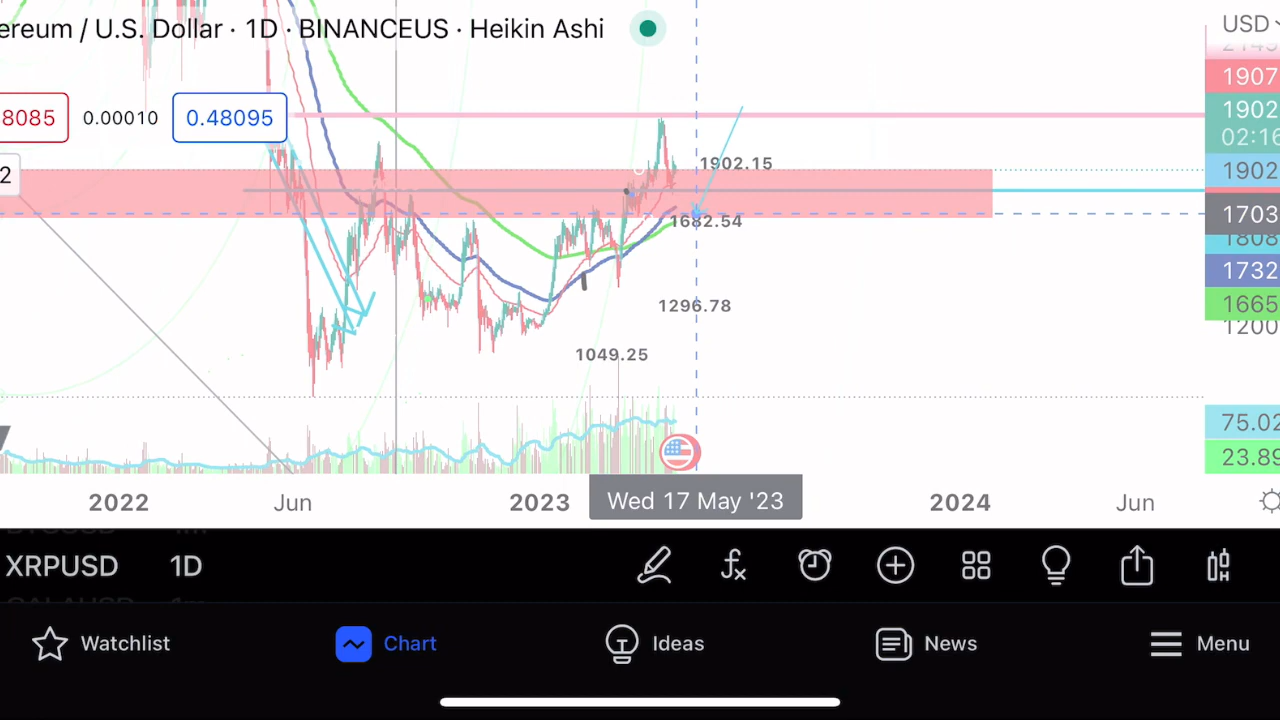 ereum / U.S. Dollar · 1D · BINANCEUS · Heikin Ashi
USD
1907
8085
0.00010
0.48095
1902
02:16
1902.15
1902
2
1703
1682.54
1808
1732
1296.78
1665
1200
1049.25
75.02
23.89
2022
Jun
2023
Wed 17 May '23
2024
Jun
XRPUSD
1D
Watchlist
Chart
Ideas
News
Menu